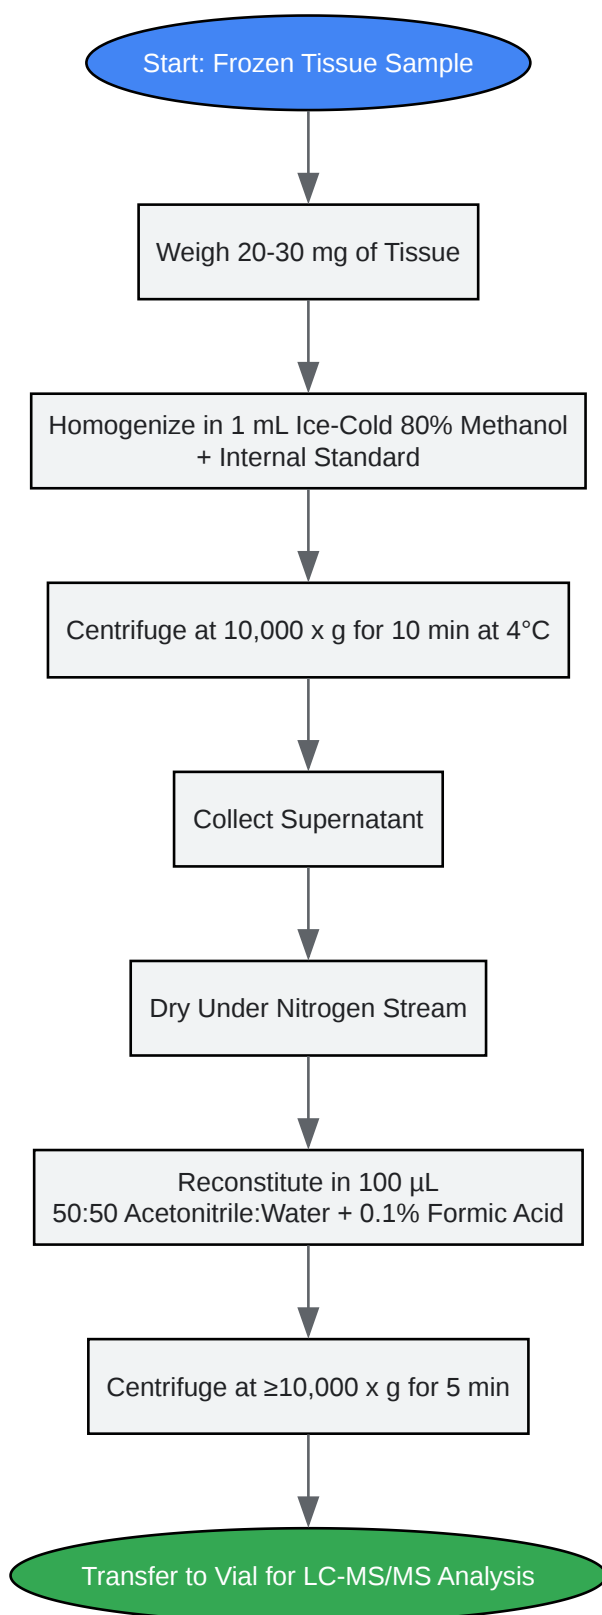 Start: Frozen Tissue Sample
Weigh 20-30 mg of Tissue
Homogenize in 1 mL Ice-Cold 80% Methanol
+ Internal Standard
Centrifuge at 10,000 x g for 10 min at 4°C
Collect Supernatant
Dry Under Nitrogen Stream
Reconstitute in 100 µL
50:50 Acetonitrile:Water + 0.1% Formic Acid
Centrifuge at ≥10,000 x g for 5 min
Transfer to Vial for LC-MS/MS Analysis